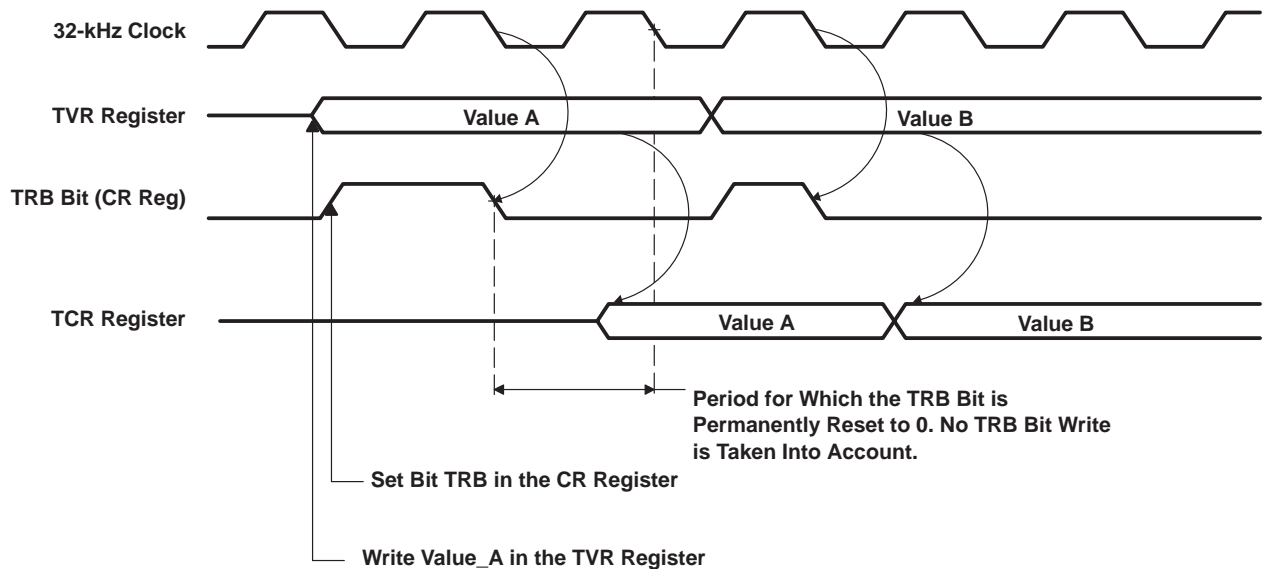 32-kHz Clock
TVR Register
Value A
Value B
TRB Bit (CR Reg)
TCR Register
Value A
Value B
Period for Which the TRB Bit is
Permanently Reset to 0. No TRB Bit Write
is Taken Into Account.
Set Bit TRB in the CR Register
Write Value_A in the TVR Register